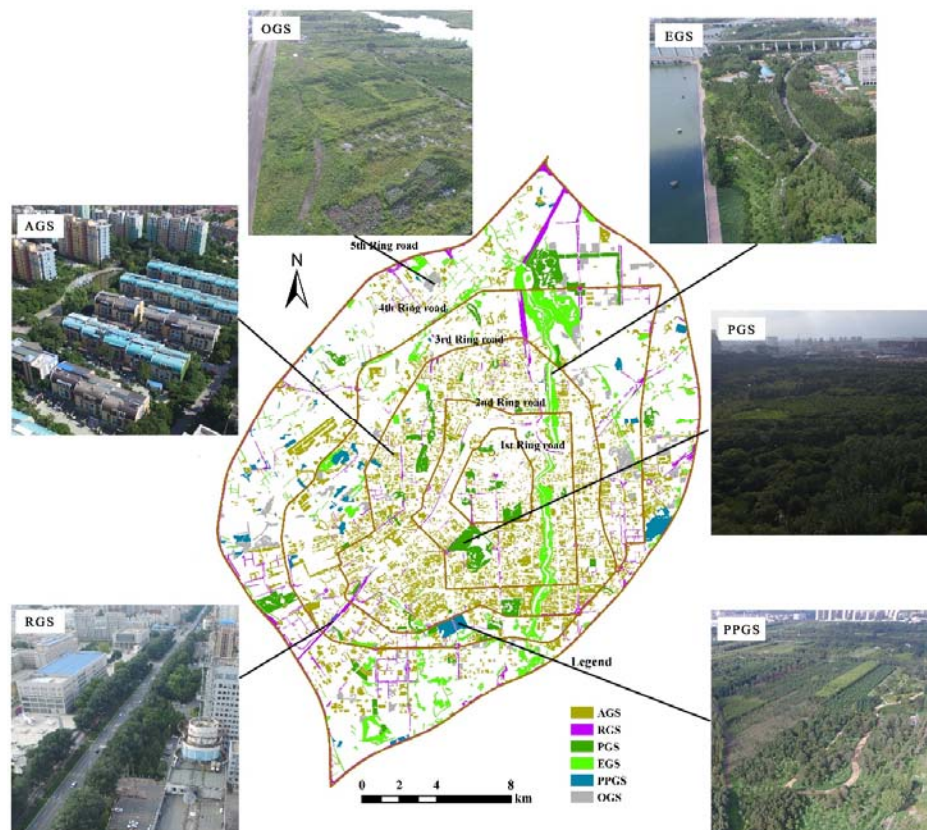 OGS
EGS
AGS
5th Ring road
N
4th Ring road
PGS
3rd Ring road
2nd Ring road
1st Ring road
RGS
PPGS
Legend
AGS
RGS
PGS
EGS
PPGS
OGS
0 2 4 8
km